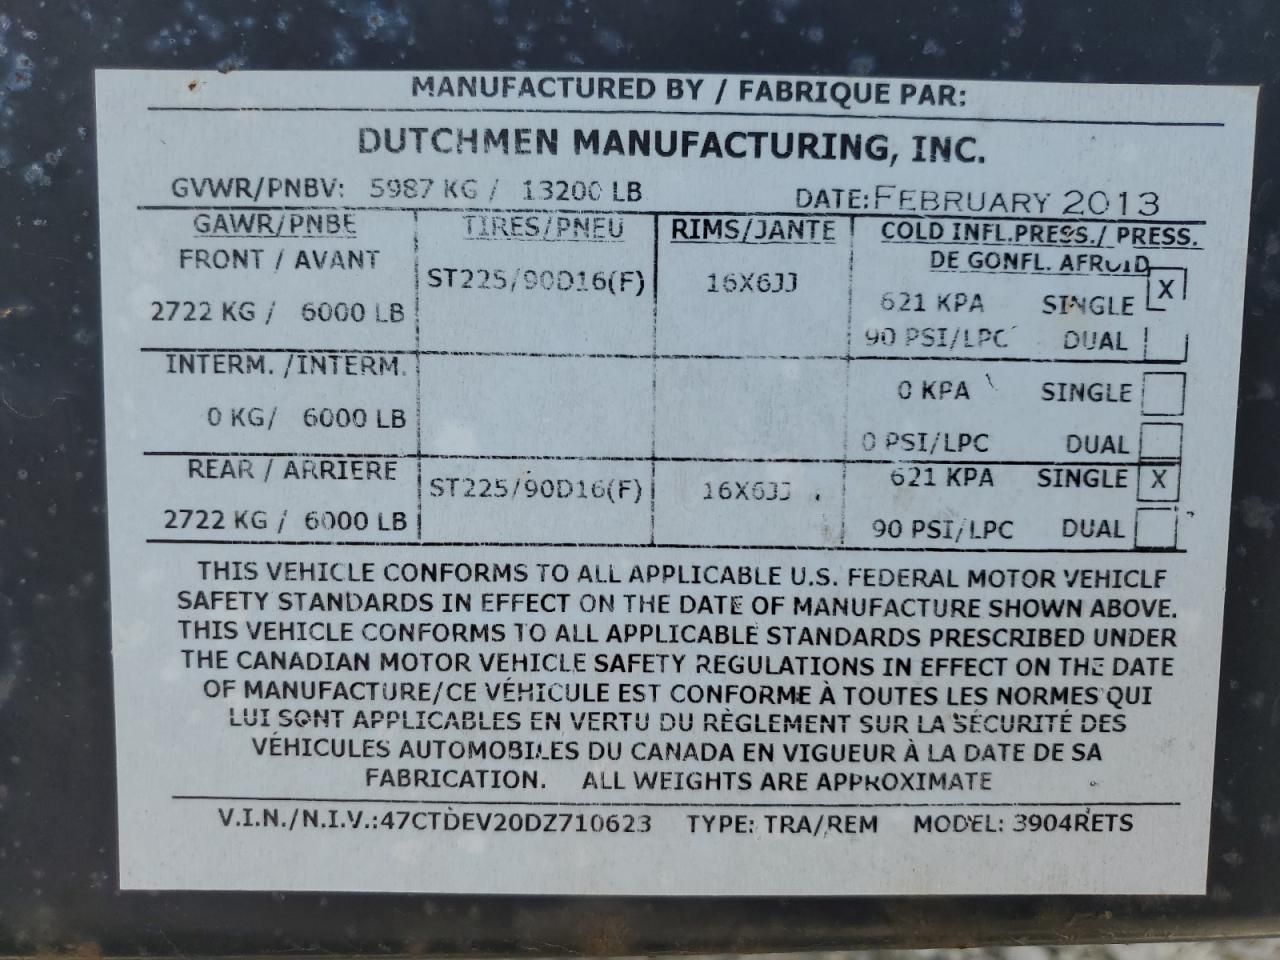 MANUFACTURED BY / FABRIQUE PAR:
DUTCHMEN MANUFACTURING, INC.
GVWR/PNBV: 5987 KG / 13200 LB DATE: FEBRUARY 2013
GAWR/PNBE TIRES/PNEU RIMS/JANTE COLD INFL.PRESS./ PRESS. DE GONFL. AFROID
FRONT / AVANT ST225/90D16(F) 16X6JJ 621 KPA SINGLE X
2722 KG / 6000 LB 90 PSI/LPC DUAL
INTERM. /INTERM. 0 KPA SINGLE
0 KG/ 6000 LB 0 PSI/LPC DUAL
REAR / ARRIERE ST225/90D16(F) 16X6JJ 621 KPA SINGLE X
2722 KG / 6000 LB 90 PSI/LPC DUAL
THIS VEHICLE CONFORMS TO ALL APPLICABLE U.S. FEDERAL MOTOR VEHICLE
SAFETY STANDARDS IN EFFECT ON THE DATE OF MANUFACTURE SHOWN ABOVE.
THIS VEHICLE CONFORMS TO ALL APPLICABLE STANDARDS PRESCRIBED UNDER
THE CANADIAN MOTOR VEHICLE SAFETY REGULATIONS IN EFFECT ON THE DATE
OF MANUFACTURE/CE VÉHICULE EST CONFORME À TOUTES LES NORMES QUI
LUI SONT APPLICABLES EN VERTU DU RÈGLEMENT SUR LA SÉCURITÉ DES
VÉHICULES AUTOMOBILES DU CANADA EN VIGUEUR À LA DATE DE SA
FABRICATION. ALL WEIGHTS ARE APPROXIMATE
V.I.N./N.I.V.:47CTDEV20DZ710623 TYPE: TRA/REM MODEL: 3904RETS